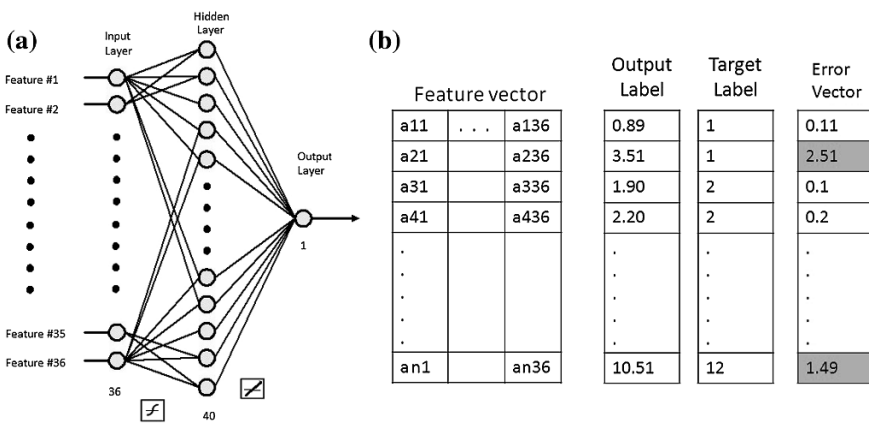 (a)
Input
Layer
Hidden
Layer
Feature #1
Feature #2
Output
Layer
1
Feature #35
Feature #36
36
40
(b)
Feature vector
Output
Label
Target
Label
Error
Vector
a11 . . . a136 0.89 1 0.11
a21 a236 3.51 1 2.51
a31 a336 1.90 2 0.1
a41 a436 2.20 2 0.2
. . . .
. . . .
. . . .
. . . .
. . . .
an1 an36 10.51 12 1.49